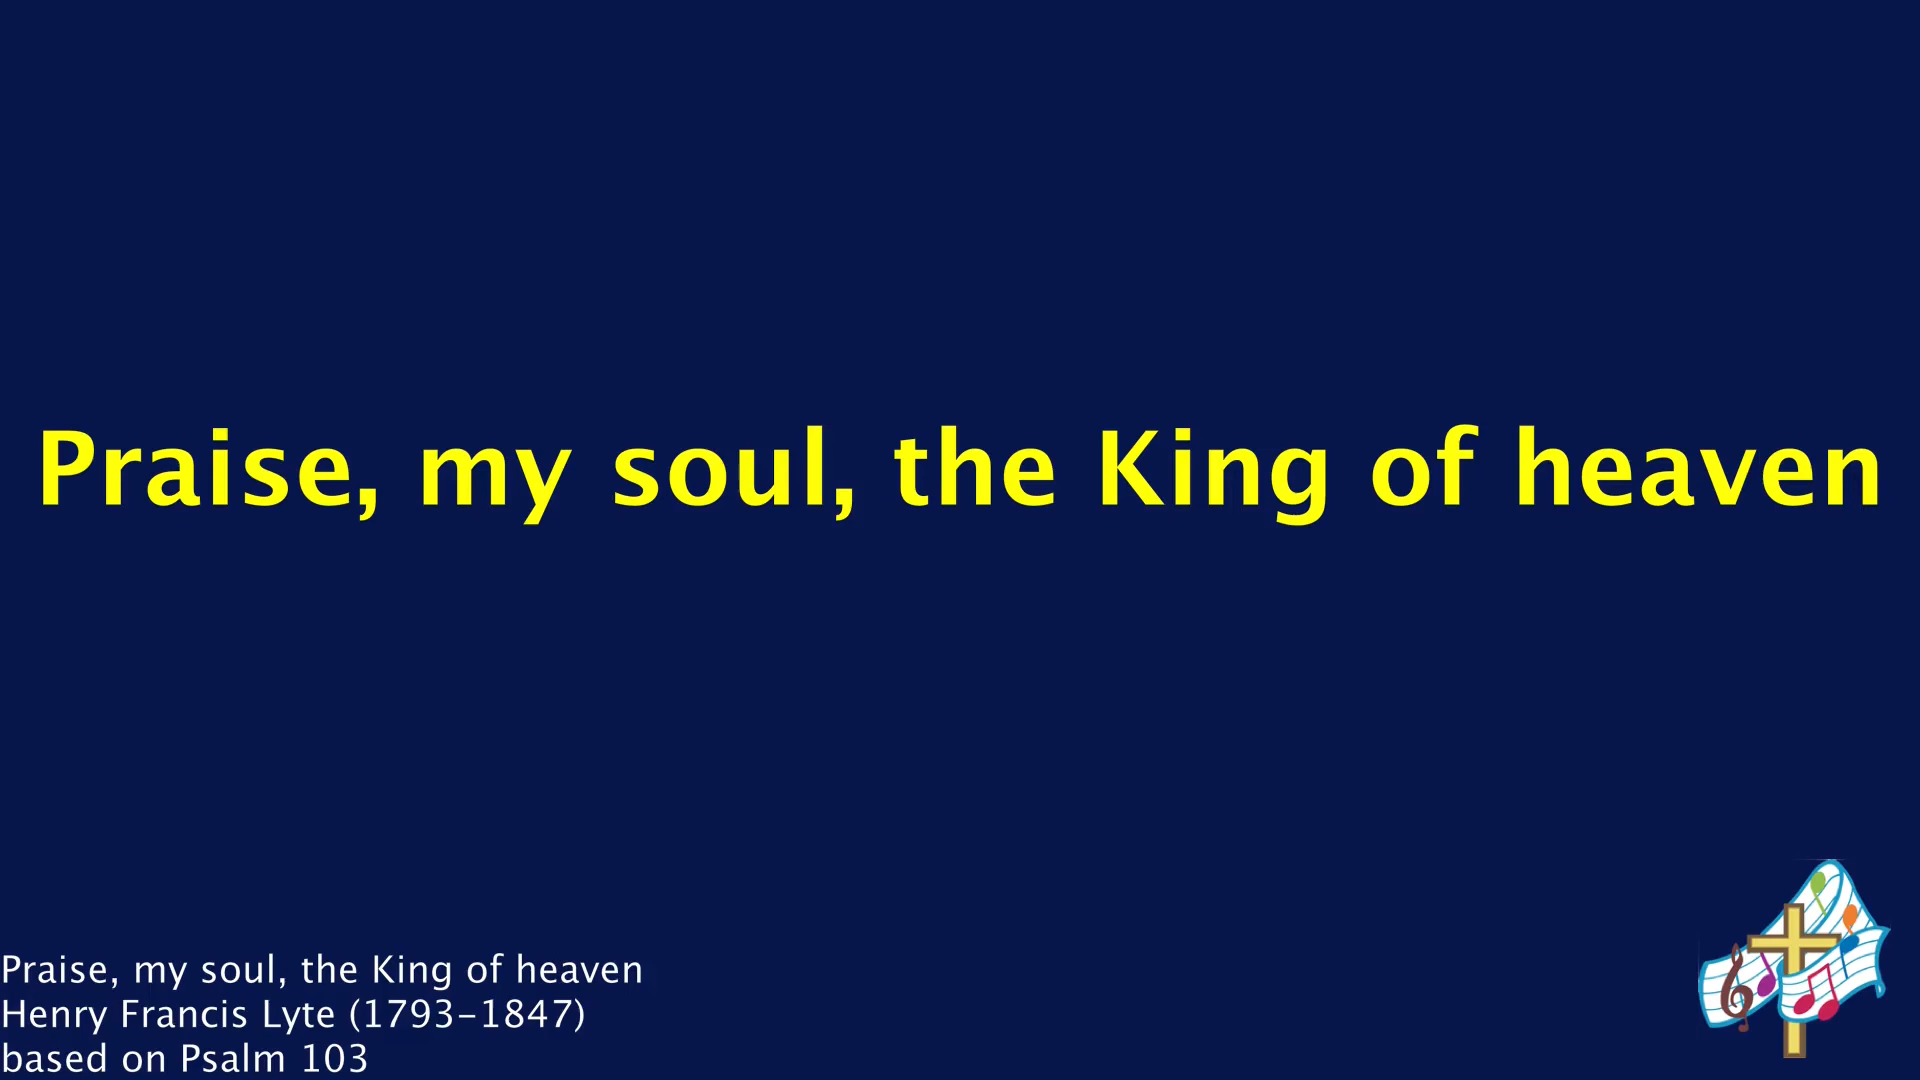 Praise, my soul, the King of heaven
Praise, my soul, the King of heaven
Henry Francis Lyte (1793–1847)
based on Psalm 103